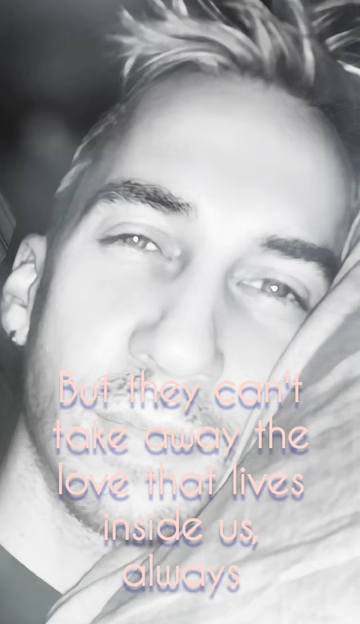 But they can't
take away the
love that lives
inside us,
always